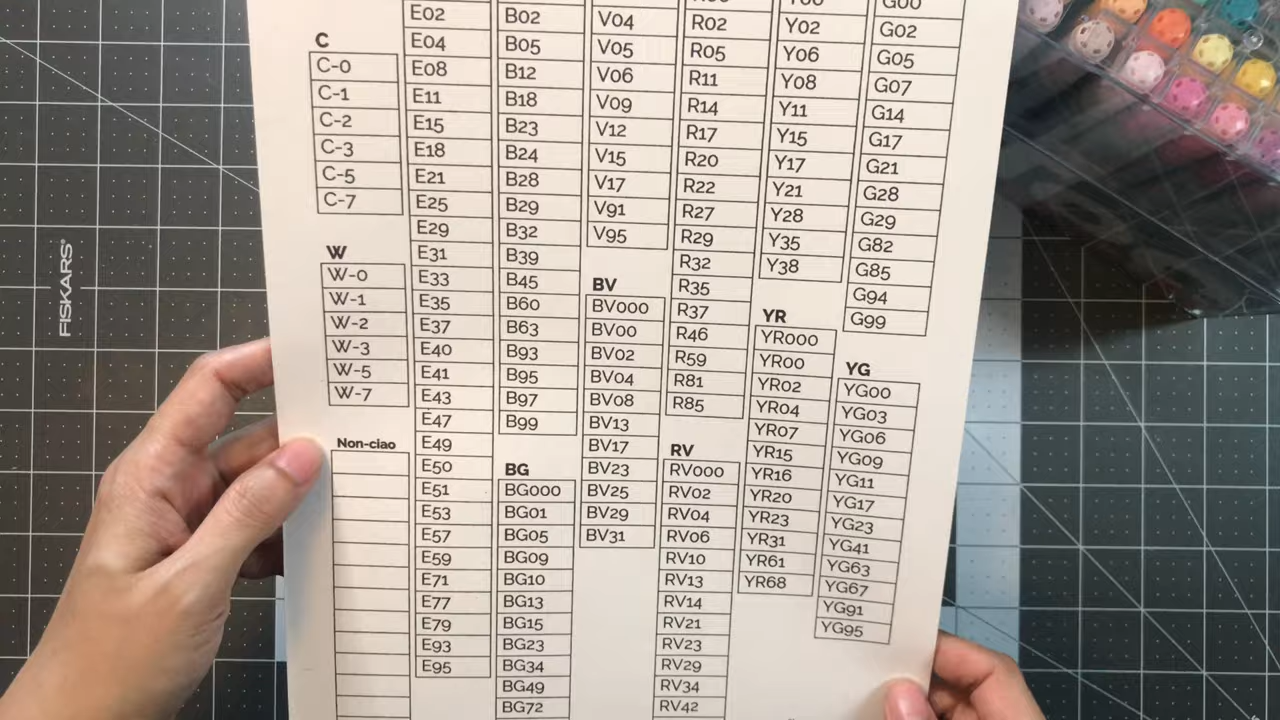 FISKARS®
C
C-0
C-1
C-2
C-3
C-5
C-7
W
W-0
W-1
W-2
W-3
W-5
W-7
Non-ciao
E02
E04
E08
E11
E15
E18
E21
E25
E29
E31
E33
E35
E37
E40
E41
E43
E47
E49
E50
E51
E53
E57
E59
E71
E77
E79
E93
E95
B02
B05
B12
B18
B23
B24
B28
B29
B32
B39
B45
B60
B63
B93
B95
B97
B99
BG
BG000
BG01
BG05
BG09
BG10
BG13
BG15
BG23
BG34
BG49
BG72
V04
V05
V06
V09
V12
V15
V17
V91
V95
BV
BV000
BV00
BV02
BV04
BV08
BV13
BV17
BV23
BV25
BV29
BV31
R02
R05
R11
R14
R17
R20
R22
R27
R29
R32
R35
R37
R46
R59
R81
R85
RV
RV000
RV02
RV04
RV06
RV10
RV13
RV14
RV21
RV23
RV29
RV34
RV42
Y02
Y06
Y08
Y11
Y15
Y17
Y21
Y28
Y35
Y38
YR
YR000
YR00
YR02
YR04
YR07
YR15
YR16
YR20
YR23
YR31
YR61
YR68
G00
G02
G05
G07
G14
G17
G21
G28
G29
G82
G85
G94
G99
YG
YG00
YG03
YG06
YG09
YG11
YG17
YG23
YG41
YG63
YG67
YG91
YG95